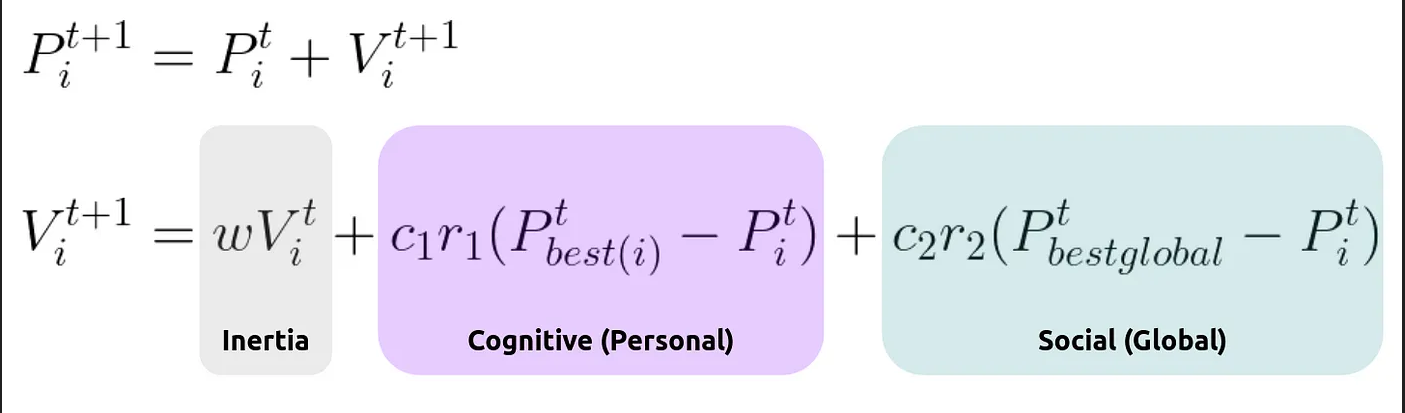 P_i^{t+1} = P_i^t + V_i^{t+1}
V_i^{t+1} = wV_i^t + c_1r_1(P_{best(i)}^t − P_i^t) + c_2r_2(P_{bestglobal}^t − P_i^t)
Inertia Cognitive (Personal) Social (Global)